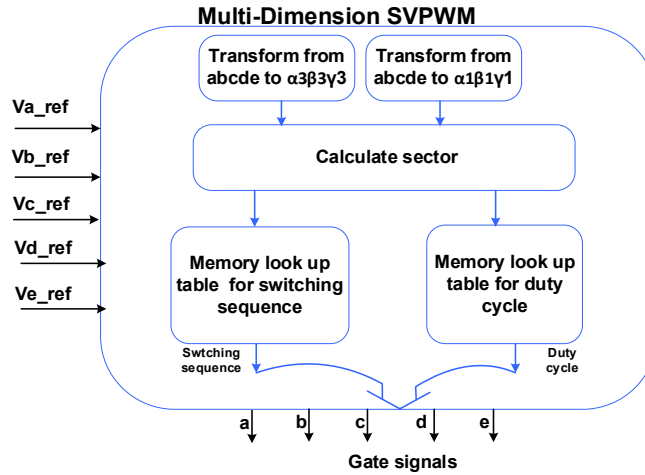 Multi-Dimension SVPWM
Transform from
abcde to α3β3γ3
Transform from
abcde to α1β1γ1
Va_ref
Vb_ref
Vc_ref
Vd_ref
Ve_ref
Calculate sector
Memory look up
table for switching
sequence
Memory look up
table for duty
cycle
Swtching
sequence
Duty
cycle
a
b
c
d
e
Gate signals